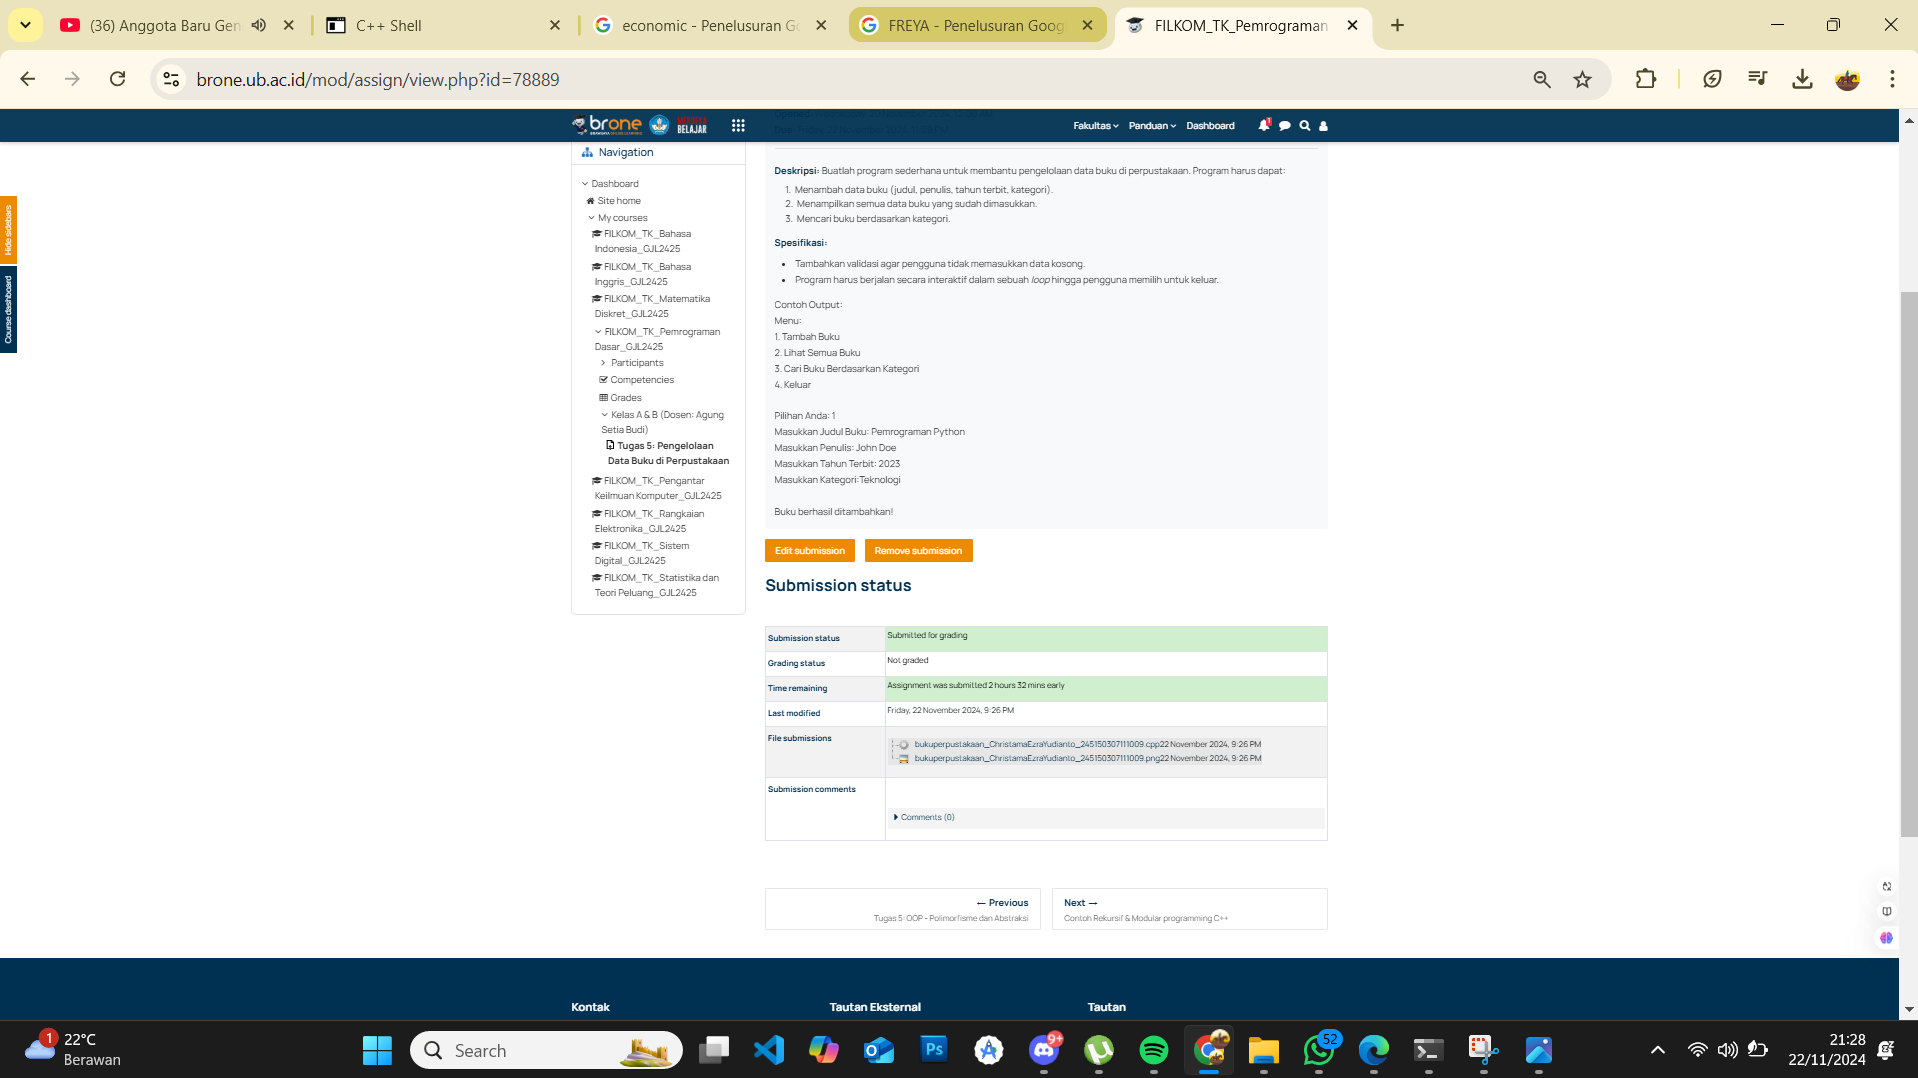 (36) Anggota Baru Gen
C++ Shell
economic - Penelusuran Go
FREYA - Penelusuran Goog
FILKOM_TK_Pemrograman
brone.ub.ac.id/mod/assign/view.php?id=78889
brone
MERDEKA
BELAJAR
Fakultas
Panduan
Dashboard
Hide sidebars
Course dashboard
Navigation
Dashboard
Site home
My courses
FILKOM_TK_Bahasa
Indonesia_GJL2425
FILKOM_TK_Bahasa
Inggris_GJL2425
FILKOM_TK_Matematika
Diskret_GJL2425
FILKOM_TK_Pemrograman
Dasar_GJL2425
Participants
Competencies
Grades
Kelas A & B (Dosen: Agung
Setia Budi)
Tugas 5: Pengelolaan
Data Buku di Perpustakaan
FILKOM_TK_Pengantar
Keilmuan Komputer_GJL2425
FILKOM_TK_Rangkaian
Elektronika_GJL2425
FILKOM_TK_Sistem
Digital_GJL2425
FILKOM_TK_Statistika dan
Teori Peluang_GJL2425
Deskripsi: Buatlah program sederhana untuk membantu pengelolaan data buku di perpustakaan. Program harus dapat:
1. Menambah data buku (judul, penulis, tahun terbit, kategori).
2. Menampilkan semua data buku yang sudah dimasukkan.
3. Mencari buku berdasarkan kategori.
Spesifikasi:
• Tambahkan validasi agar pengguna tidak memasukkan data kosong.
• Program harus berjalan secara interaktif dalam sebuah loop hingga pengguna memilih untuk keluar.
Contoh Output:
Menu:
1. Tambah Buku
2. Lihat Semua Buku
3. Cari Buku Berdasarkan Kategori
4. Keluar
Pilihan Anda: 1
Masukkan Judul Buku: Pemrograman Python
Masukkan Penulis: John Doe
Masukkan Tahun Terbit: 2023
Masukkan Kategori:Teknologi
Buku berhasil ditambahkan!
Edit submission
Remove submission
Submission status
Submission status
Submitted for grading
Grading status
Not graded
Time remaining
Assignment was submitted 2 hours 32 mins early
Last modified
Friday, 22 November 2024, 9:26 PM
File submissions
bukuperpustakaan_ChristamaEzraYudianto_245150307111009.cpp22 November 2024, 9:26 PM
bukuperpustakaan_ChristamaEzraYudianto_245150307111009.png22 November 2024, 9:26 PM
Submission comments
Comments (0)
← Previous
Tugas 5: OOP - Polimorfisme dan Abstraksi
Next →
Contoh Rekursif & Modular programming C++
Kontak
Tautan Eksternal
Tautan
1
22°C
Berawan
Search
Ps
9+
52
21:28
22/11/2024